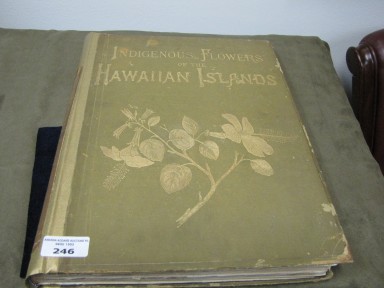 INDIGENOUS FLOWERS
OF THE
HAWAIIAN ISLANDS
246